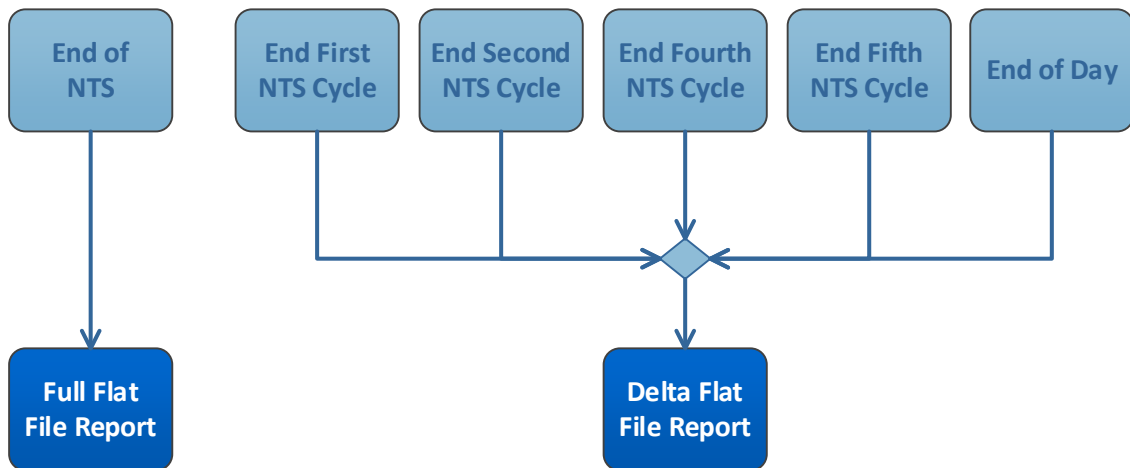 End of
NTS
End First
NTS Cycle
End Second
NTS Cycle
End Fourth
NTS Cycle
End Fifth
NTS Cycle
End of Day
Full Flat
File Report
Delta Flat
File Report